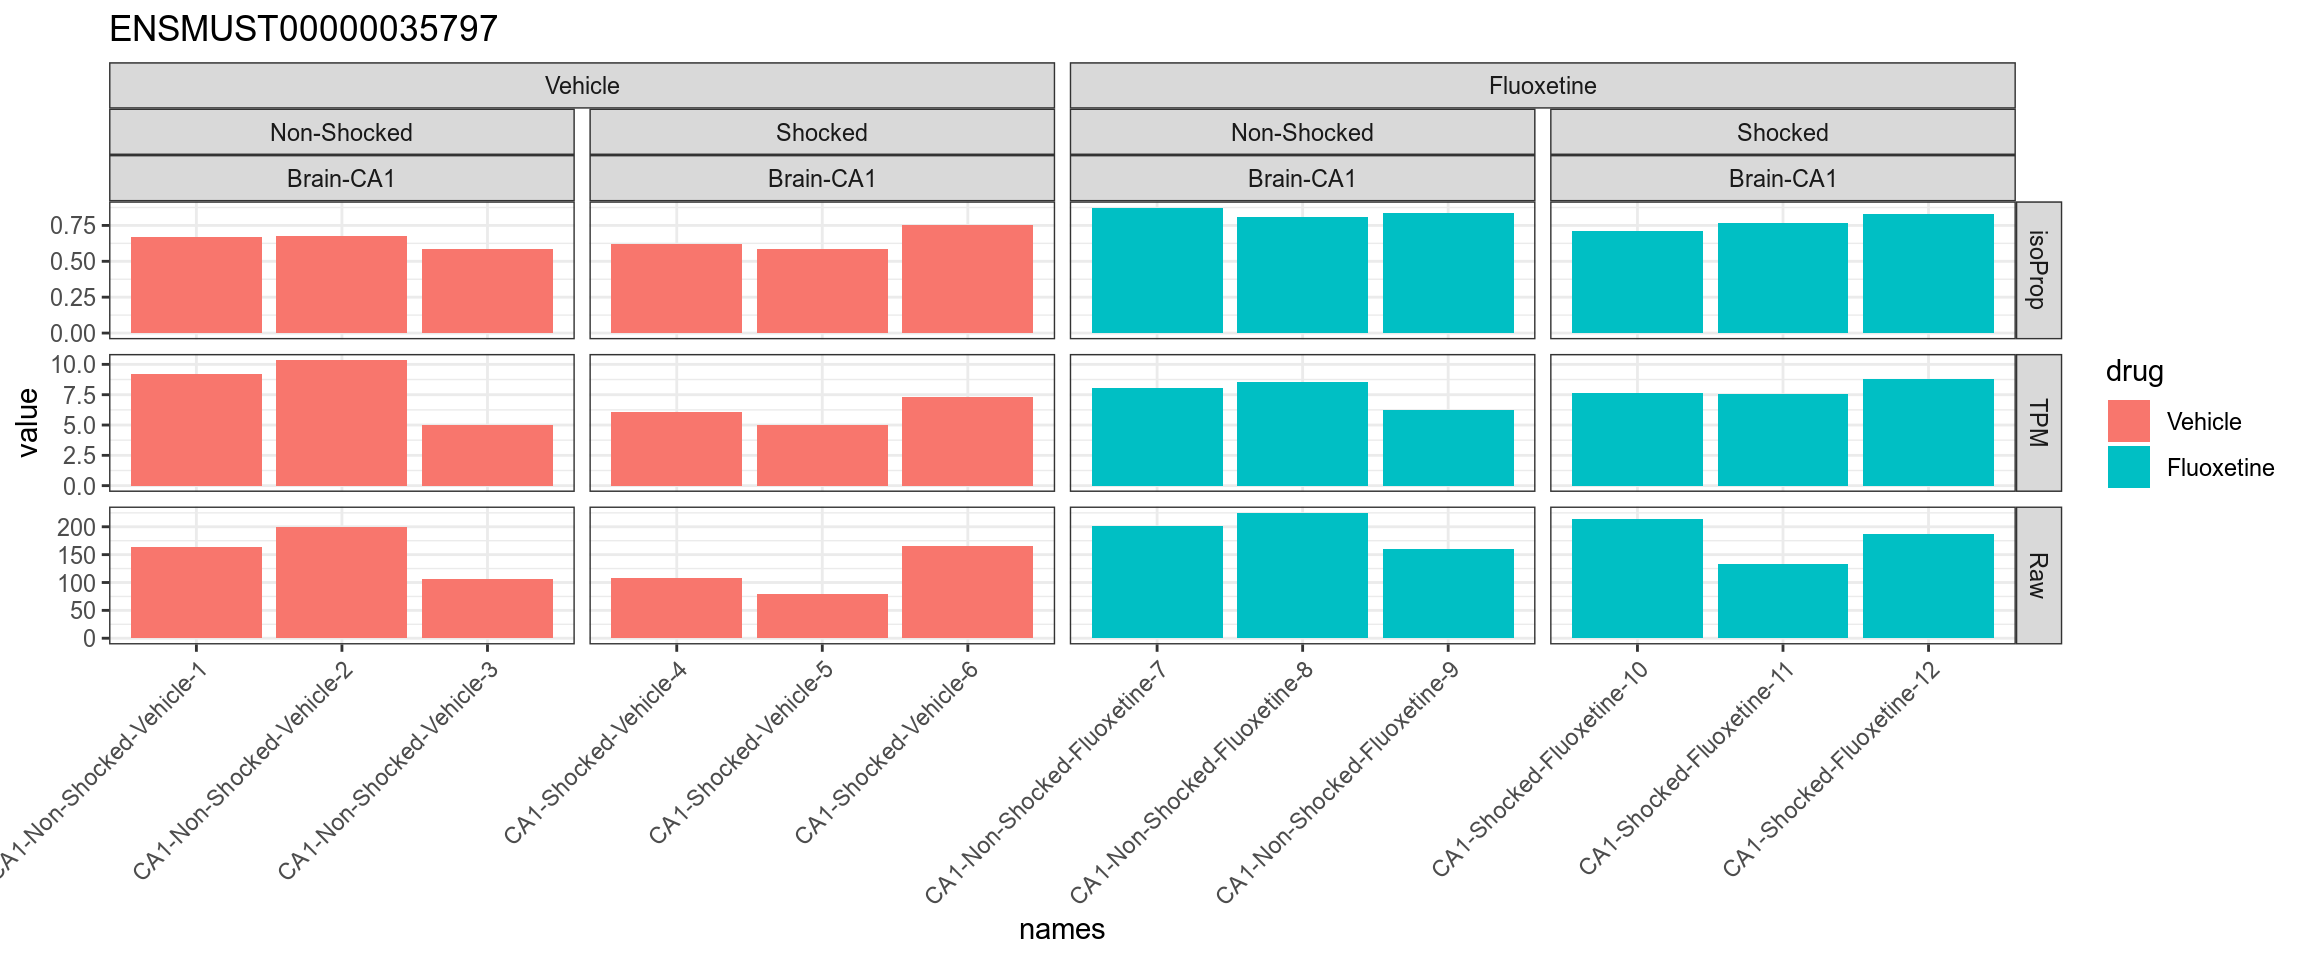 ENSMUST00000035797
Vehicle
Fluoxetine
Non-Shocked
Shocked
Non-Shocked
Shocked
Brain-CA1
Brain-CA1
Brain-CA1
Brain-CA1
0.75
0.50
0.25
0.00
isoProp
10.0
7.5
5.0
2.5
0.0
TPM
200
150
100
50
0
Raw
value
CA1-Non-Shocked-Vehicle-1
CA1-Non-Shocked-Vehicle-2
CA1-Non-Shocked-Vehicle-3
CA1-Shocked-Vehicle-4
CA1-Shocked-Vehicle-5
CA1-Shocked-Vehicle-6
CA1-Non-Shocked-Fluoxetine-7
CA1-Non-Shocked-Fluoxetine-8
CA1-Non-Shocked-Fluoxetine-9
CA1-Shocked-Fluoxetine-10
CA1-Shocked-Fluoxetine-11
CA1-Shocked-Fluoxetine-12
names
drug
Vehicle
Fluoxetine